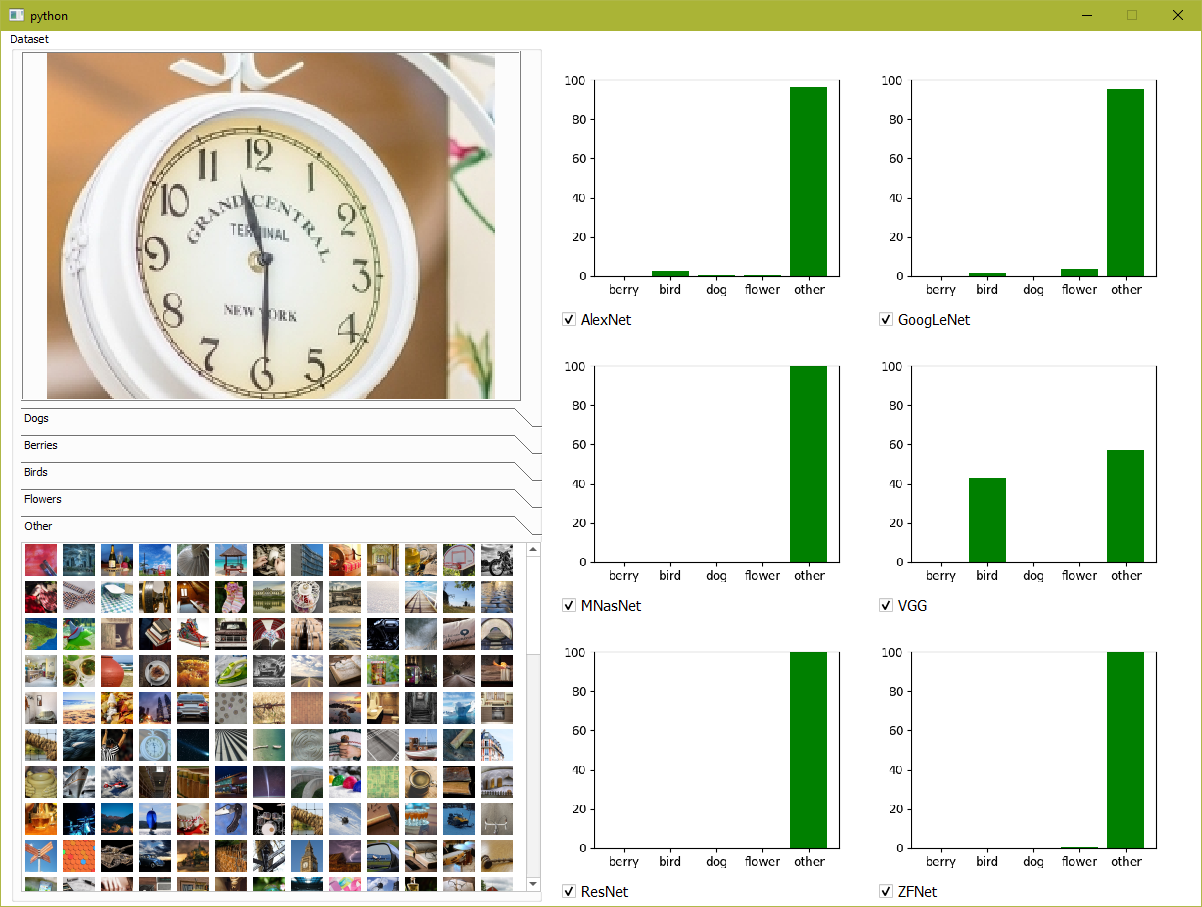 python
Dataset
12
11
1
10
2
GRAND CENTRAL
TERMINAL
9
3
NEW YORK
8
4
7
5
6
Dogs
Berries
Birds
Flowers
Other
100
80
60
40
20
0
berry bird dog flower other
AlexNet
100
80
60
40
20
0
berry bird dog flower other
GoogLeNet
100
80
60
40
20
0
berry bird dog flower other
MNasNet
100
80
60
40
20
0
berry bird dog flower other
VGG
100
80
60
40
20
0
berry bird dog flower other
ResNet
100
80
60
40
20
0
berry bird dog flower other
ZFNet